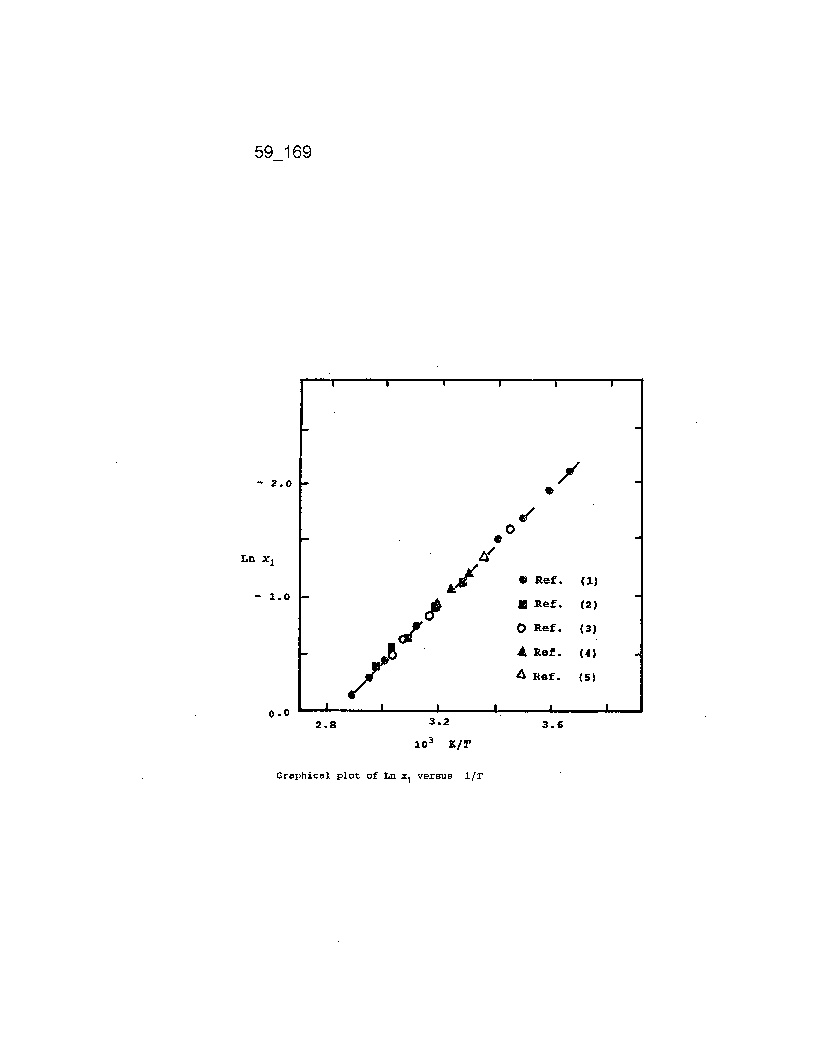 59_169
- 2.0
Ln x1
- 1.0
0.0
Ref. (1)
Ref. (2)
Ref. (3)
Ref. (4)
Ref. (5)
2.8 3.2 3.6
10³ K/T
Graphical plot of Ln x1 versus 1/T